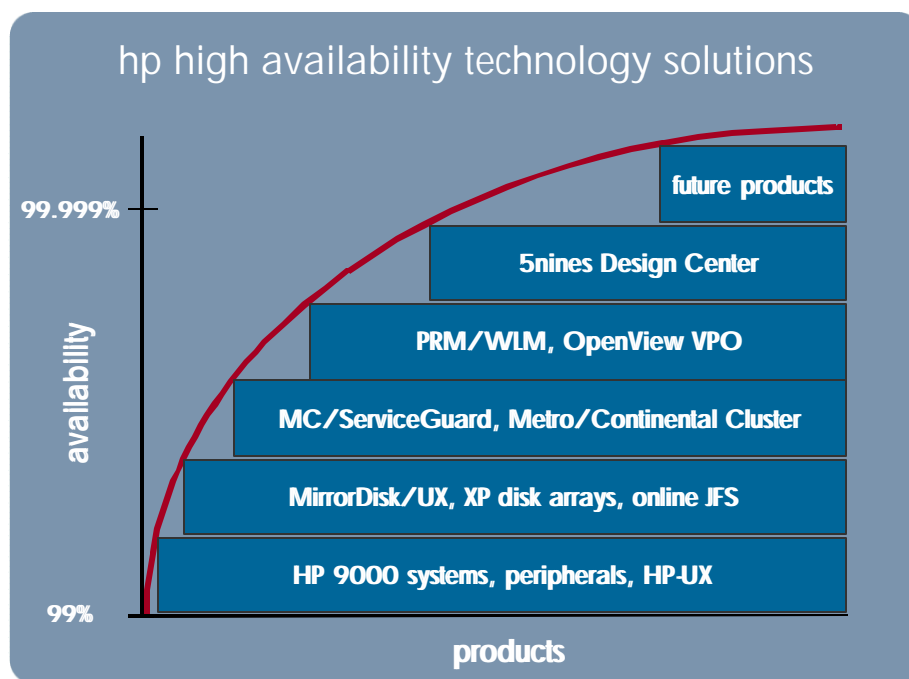 hp high availability technology solutions
future products
99.999%
5nines Design Center
PRM/WLM, OpenView VPO
availability
MC/ServiceGuard, Metro/Continental Cluster
MirrorDisk/UX, XP disk arrays, online JFS
HP 9000 systems, peripherals, HP-UX
99%
products